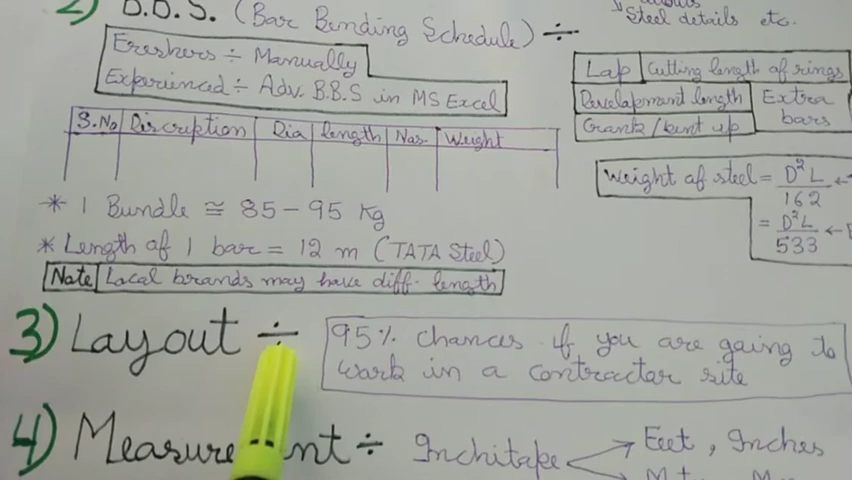 2) B.B.S. (Bar Bending Schedule) ÷
Steel details etc.
Freshers ÷ Manually
Experienced ÷ Adv. B.B.S in MS Excel
Lap | Cutting length of rings
Development length | Extra bars
Crank / bent up
S.No | Discription | Dia | length | Nos. | Weight
Weight of steel = D²L / 162 ←
= D²L / 533 ←
* 1 Bundle ≅ 85 - 95 Kg
* Length of 1 bar = 12 m (TATA Steel)
Note | Local brands may have diff. length
3) Layout ÷
95% chances if you are going to
work in a contractor site
4) Measure nt ÷ Inchitape
Feet, Inches